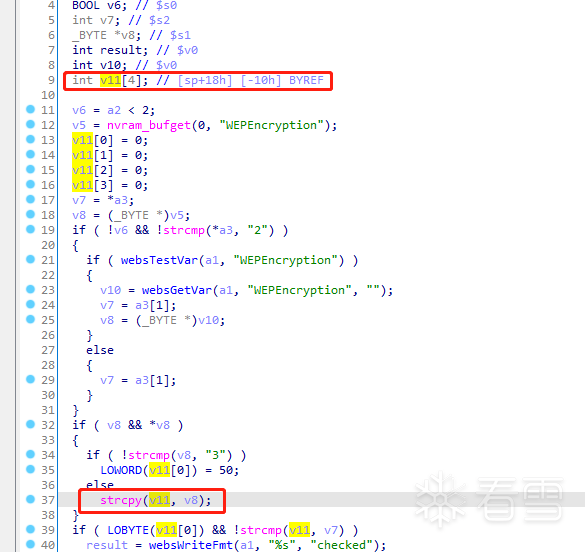 4 BOOL v6; // $s0
5 int v7; // $s2
6 _BYTE *v8; // $s1
7 int result; // $v0
8 int v10; // $v0
9 int v11[4]; // [sp+18h] [-10h] BYREF
10
11 v6 = a2 < 2;
12 v5 = nvram_bufget(0, "WEPEncryption");
13 v11[0] = 0;
14 v11[1] = 0;
15 v11[2] = 0;
16 v11[3] = 0;
17 v7 = *a3;
18 v8 = (_BYTE *)v5;
19 if ( !v6 && !strcmp(*a3, "2") )
20 {
21 if ( websTestVar(a1, "WEPEncryption") )
22 {
23 v10 = websGetVar(a1, "WEPEncryption", "");
24 v7 = a3[1];
25 v8 = (_BYTE *)v10;
26 }
27 else
28 {
29 v7 = a3[1];
30 }
31 }
32 if ( v8 && *v8 )
33 {
34 if ( !strcmp(v8, "3") )
35 LOWORD(v11[0]) = 50;
36 else
37 strcpy(v11, v8);
38 }
39 if ( LOBYTE(v11[0]) && !strcmp(v11, v7) )
40 result = websWriteFmt(a1, "%s", "checked");
看雪